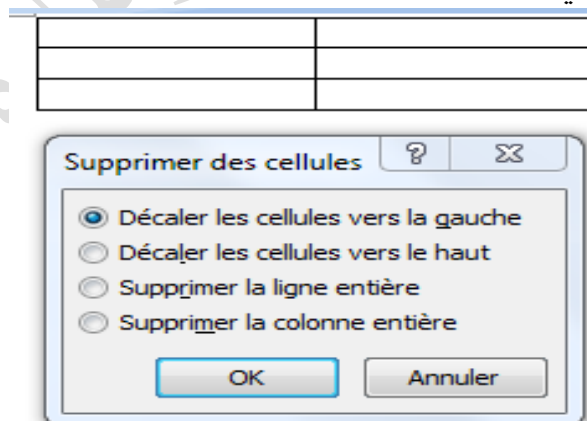 Supprimer des cellules
Décaler les cellules vers la gauche
Décaler les cellules vers le haut
Supprimer la ligne entière
Supprimer la colonne entière
OK Annuler